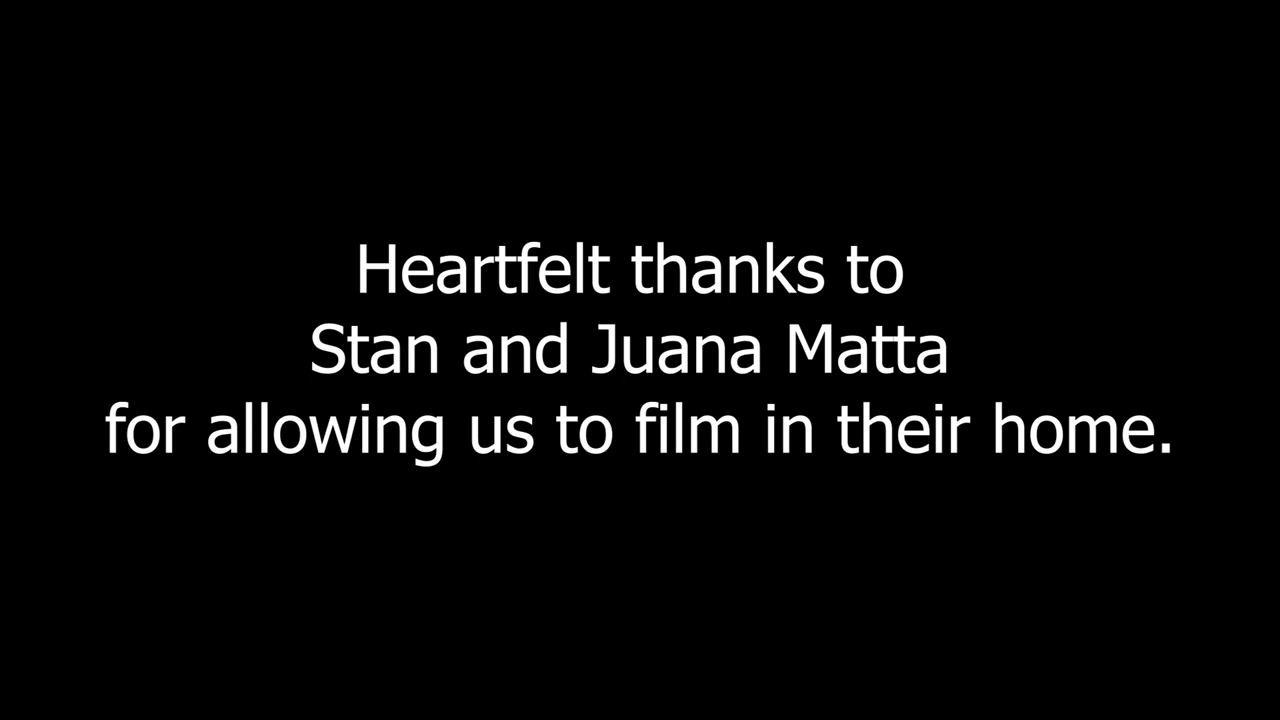 Heartfelt thanks to
Stan and Juana Matta
for allowing us to film in their home.